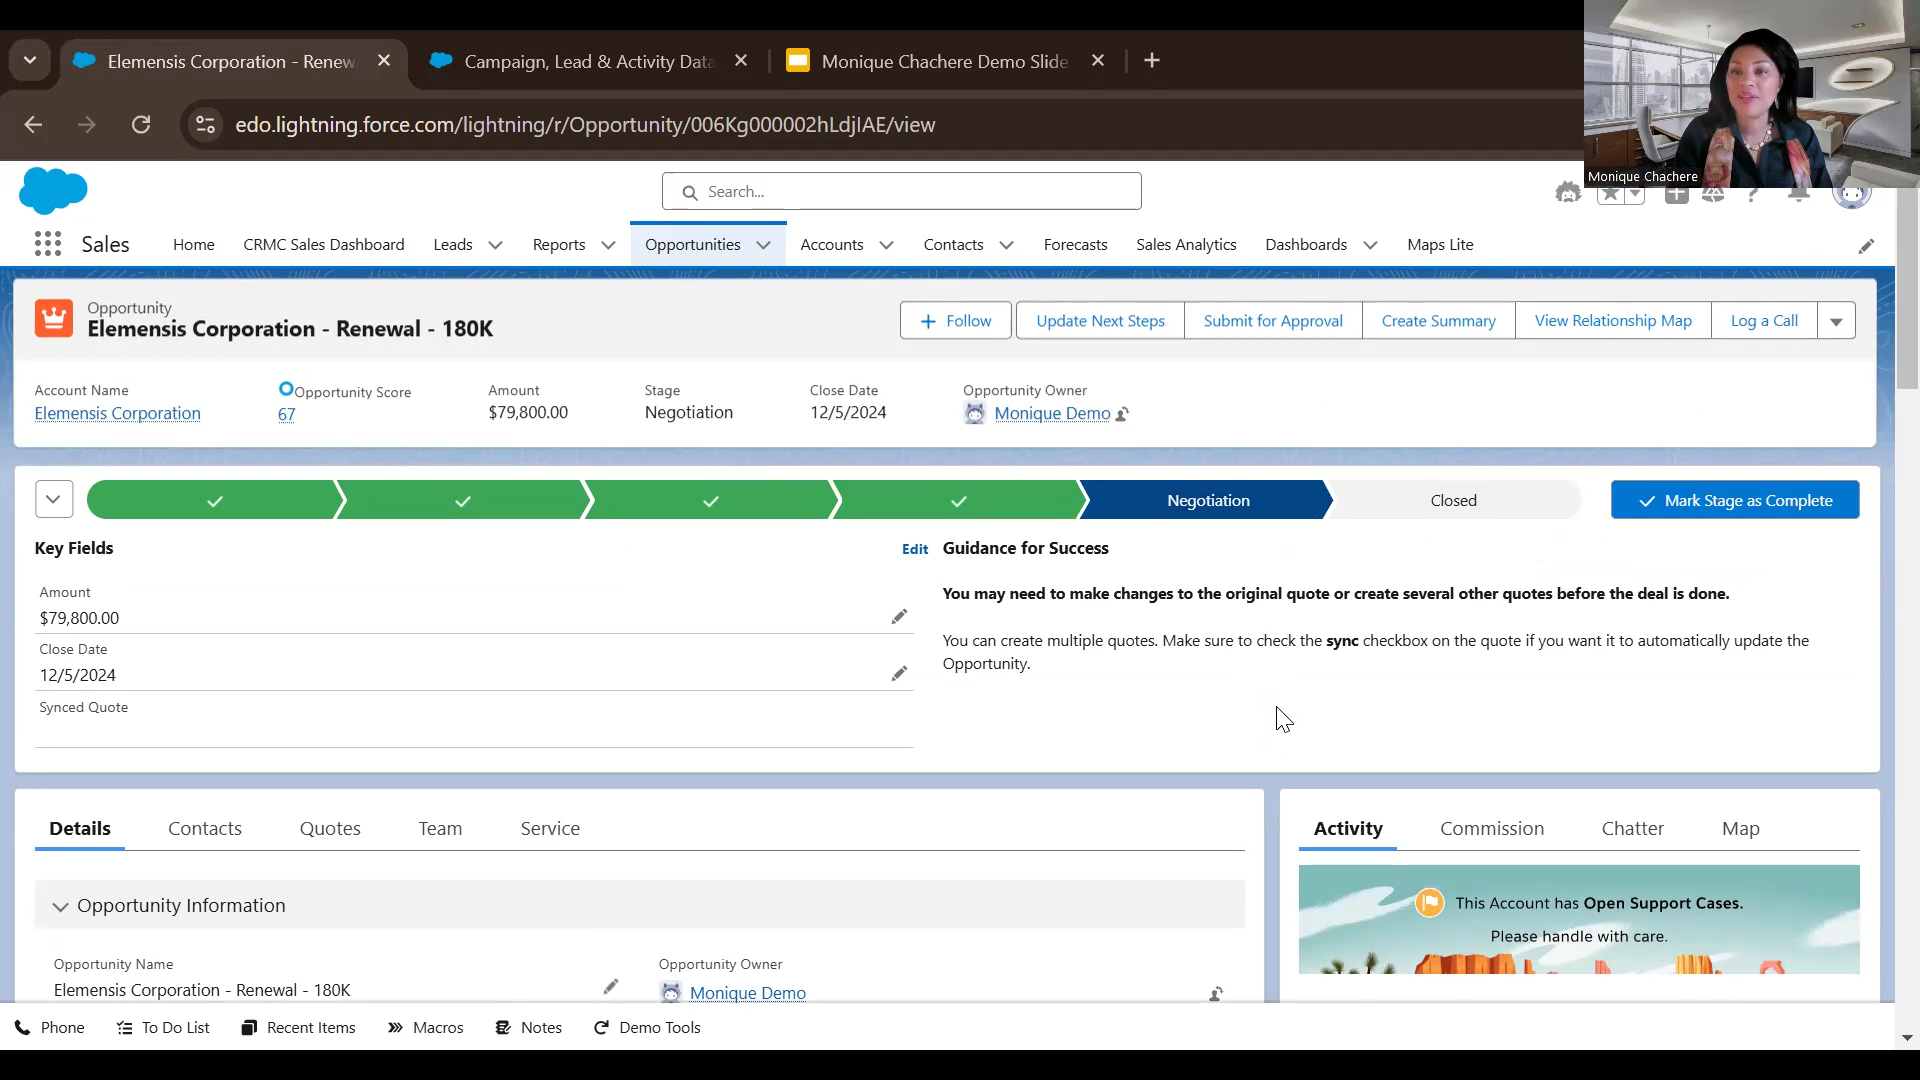 Elemensis Corporation - Renew
Campaign, Lead & Activity Data
Monique Chachere Demo Slide
edo.lightning.force.com/lightning/r/Opportunity/006Kg000002hLdjIAE/view
Monique Chachere
Search...
Sales
Home
CRMC Sales Dashboard
Leads
Reports
Opportunities
Accounts
Contacts
Forecasts
Sales Analytics
Dashboards
Maps Lite
Opportunity
Elemensis Corporation - Renewal - 180K
Follow
Update Next Steps
Submit for Approval
Create Summary
View Relationship Map
Log a Call
Account Name
Elemensis Corporation
Opportunity Score
67
Amount
$79,800.00
Stage
Negotiation
Close Date
12/5/2024
Opportunity Owner
Monique Demo
Negotiation
Closed
Mark Stage as Complete
Key Fields
Edit
Amount
$79,800.00
Close Date
12/5/2024
Synced Quote
Guidance for Success
You may need to make changes to the original quote or create several other quotes before the deal is done.
You can create multiple quotes. Make sure to check the sync checkbox on the quote if you want it to automatically update the
Opportunity.
Details
Contacts
Quotes
Team
Service
Opportunity Information
Opportunity Name
Elemensis Corporation - Renewal - 180K
Opportunity Owner
Monique Demo
Activity
Commission
Chatter
Map
This Account has Open Support Cases.
Please handle with care.
Phone
To Do List
Recent Items
Macros
Notes
Demo Tools